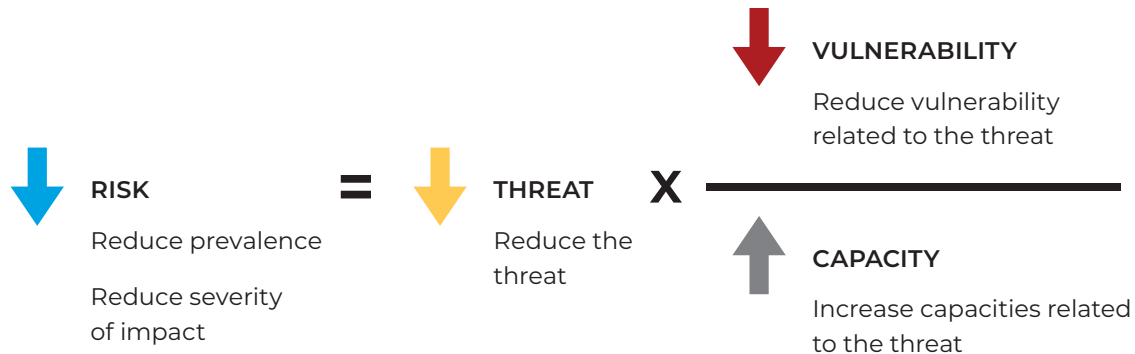 RISK
Reduce prevalence
Reduce severity
of impact
=
THREAT
Reduce the
threat
X
VULNERABILITY
Reduce vulnerability
related to the threat
CAPACITY
Increase capacities related
to the threat